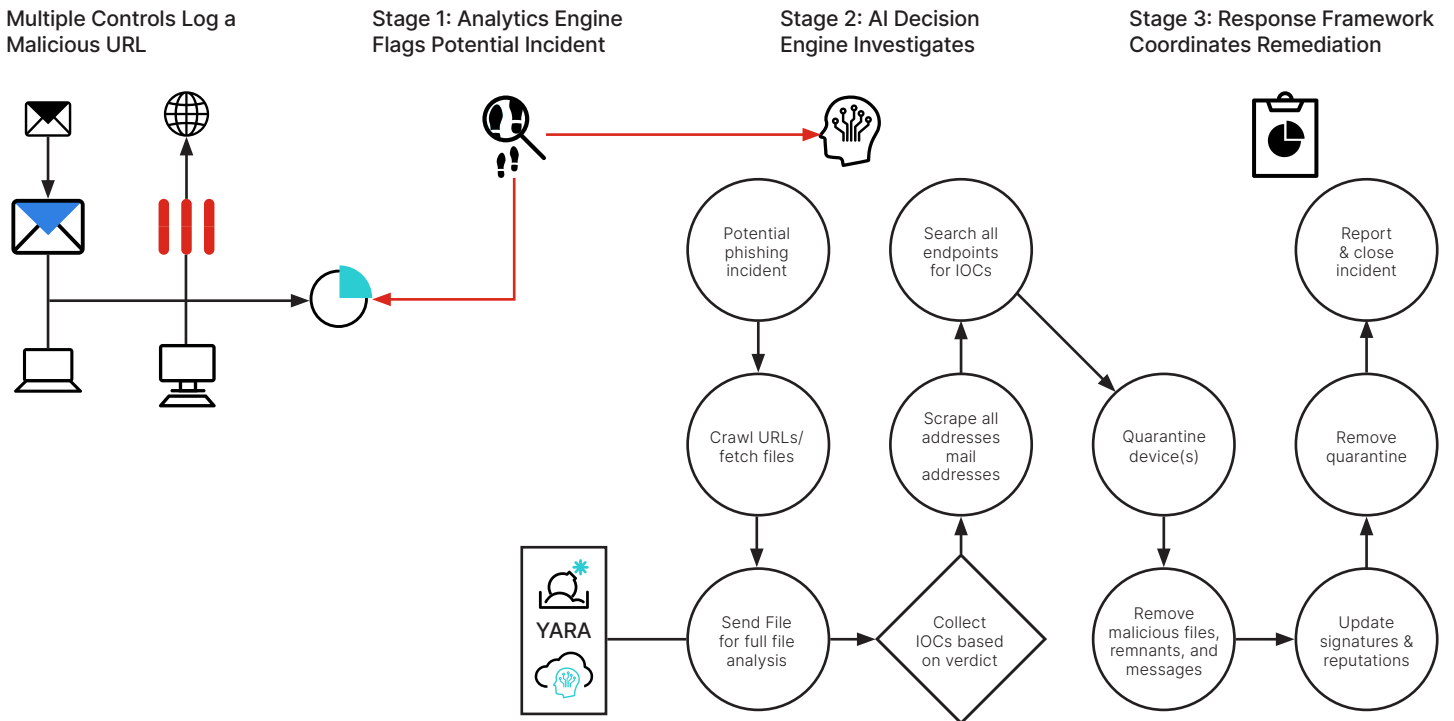 Multiple Controls Log a
Malicious URL
Stage 1: Analytics Engine
Flags Potential Incident
Stage 2: AI Decision
Engine Investigates
Stage 3: Response Framework
Coordinates Remediation
Potential
phishing
incident
Search all
endpoints
for IOCs
Report
& close
incident
Crawl URLs/
fetch files
Scrape all
addresses
mail
addresses
Quarantine
device(s)
Remove
quarantine
YARA
Send File
for full file
analysis
Collect
IOCs based
on verdict
Remove
malicious files,
remnants, and
messages
Update
signatures &
reputations